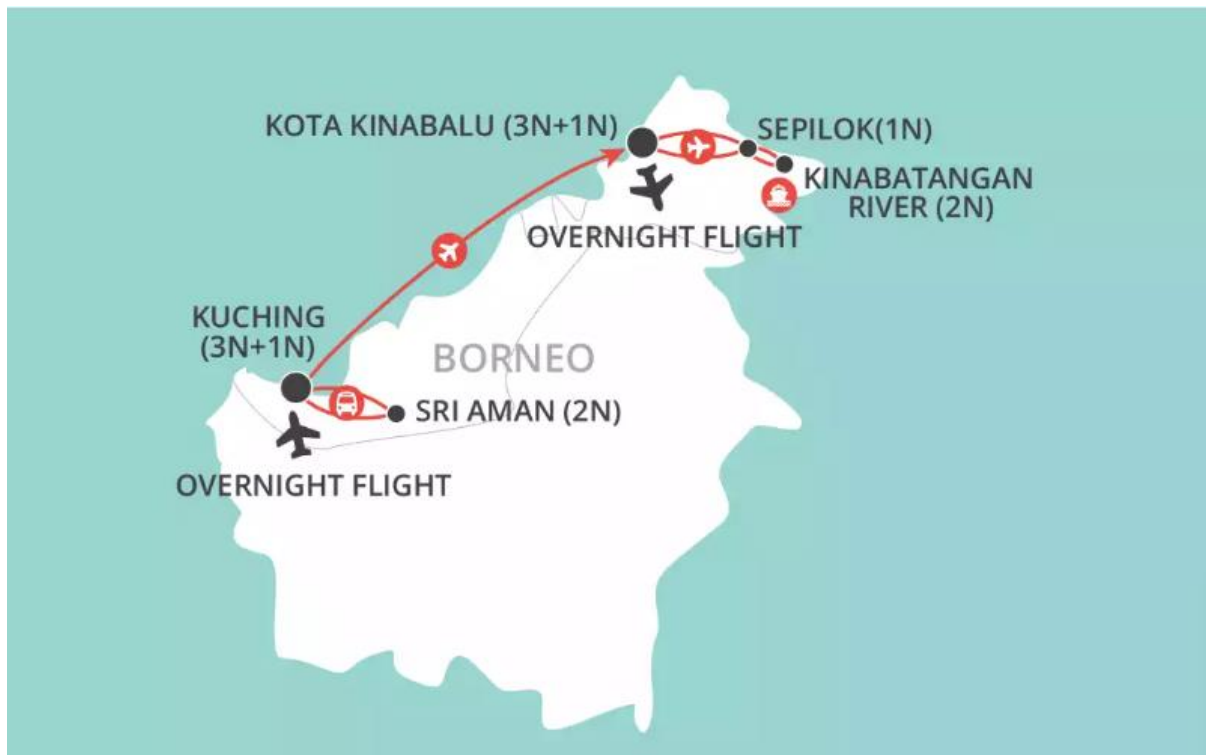 KOTA KINABALU (3N+1N)
SEPILOK(1N)
KINABATANGAN
RIVER (2N)
OVERNIGHT FLIGHT
KUCHING
(3N+1N)
BORNEO
SRI AMAN (2N)
OVERNIGHT FLIGHT